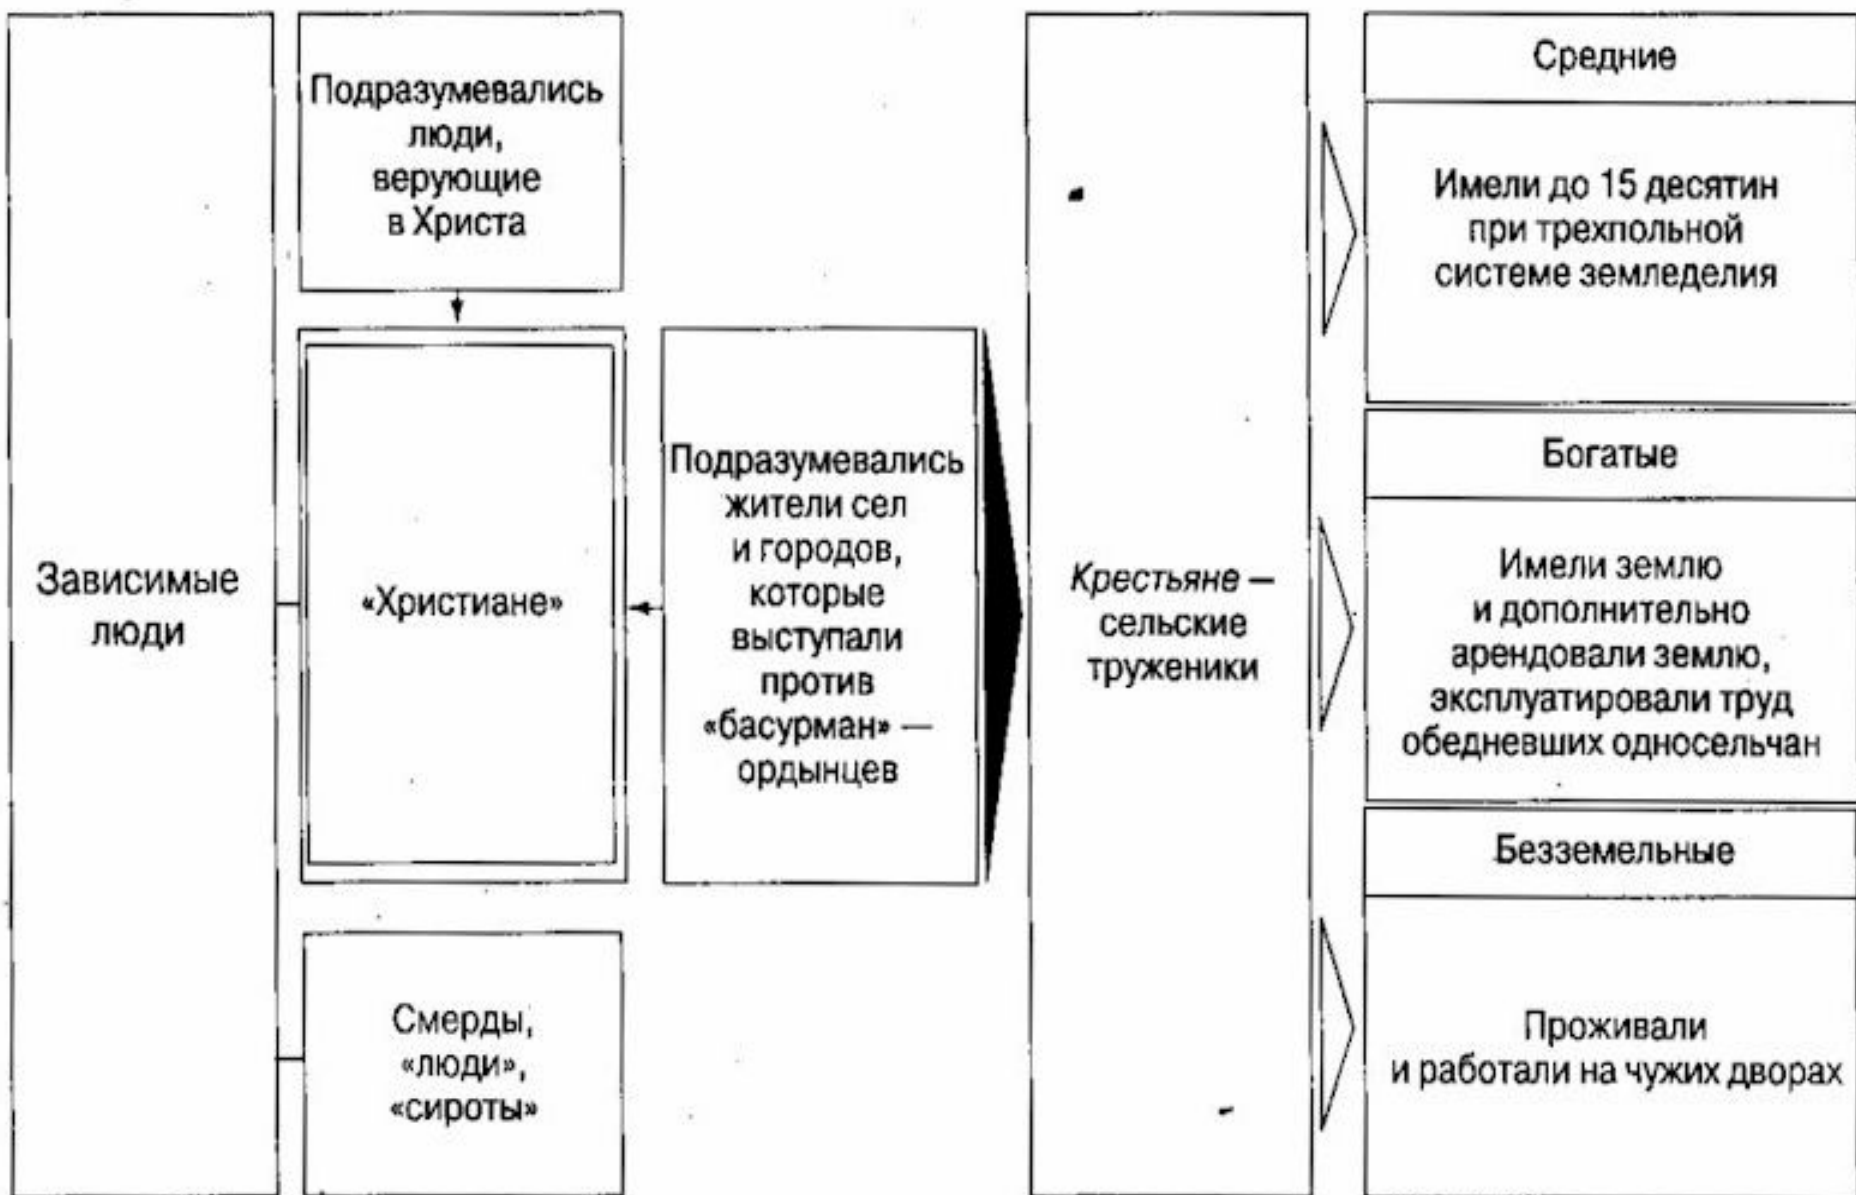 Зависимые
люди
Подразумевались
люди,
верующие
в Христа
«Христиане»
Смерды,
«люди»,
«сироты»
Подразумевались
жители сел
и городов,
которые
выступали
против
«басурман» —
ордынцев
Крестьяне —
сельские
труженики
Средние
Имели до 15 десятин
при трехпольной
системе земледелия
Богатые
Имели землю
и дополнительно
арендовали землю,
эксплуатировали труд
обедневших односельчан
Безземельные
Проживали
и работали на чужих дворах